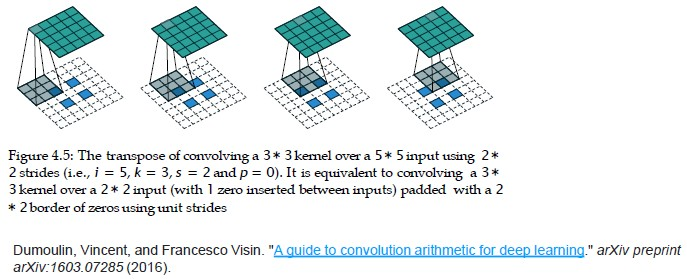 Figure 4.5: The transpose of convolving a 3 * 3 kernel over a 5 * 5 input using 2 *
2 strides (i.e., i = 5, k = 3, s = 2 and p = 0). It is equivalent to convolving a 3 *
3 kernel over a 2 * 2 input (with 1 zero inserted between inputs) padded with a 2
* 2 border of zeros using unit strides
Dumoulin, Vincent, and Francesco Visin. "A guide to convolution arithmetic for deep learning." arXiv preprint
arXiv:1603.07285 (2016).